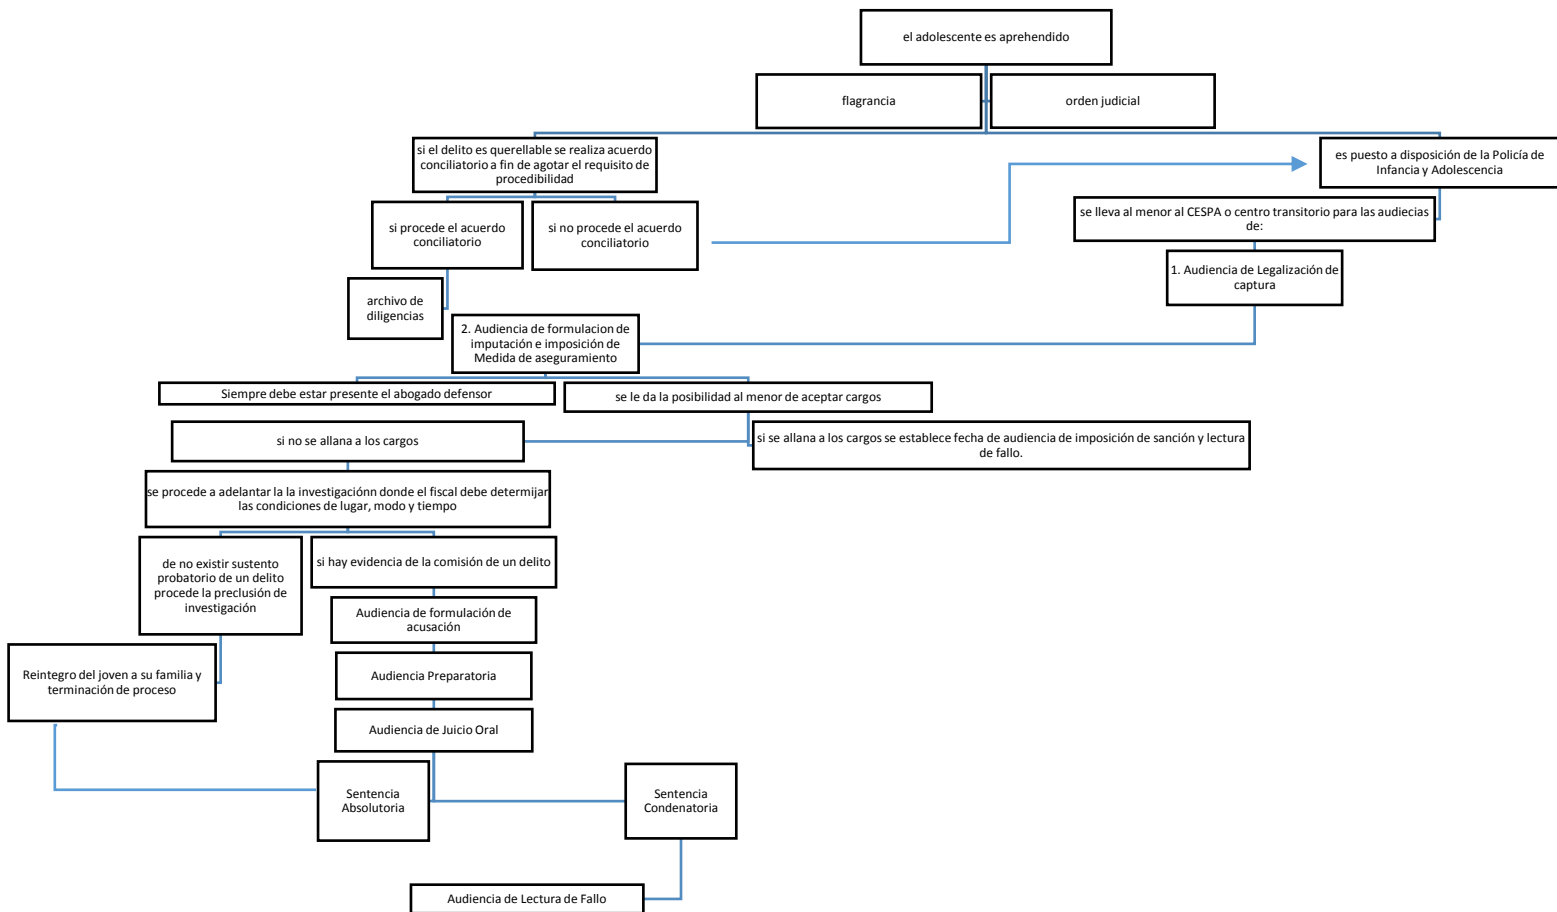 el adolescente es aprehendido
flagrancia
orden judicial
si el delito es querellable se realiza acuerdo
conciliatorio a fin de agotar el requisito de
procedibilidad
es puesto a disposición de la Policía de
Infancia y Adolescencia
si procede el acuerdo
conciliatorio
si no procede el acuerdo
conciliatorio
se lleva al menor al CESPA o centro transitorio para las audiecias
de:
1. Audiencia de Legalización de
captura
archivo de
diligencias
2. Audiencia de formulacion de
imputación e imposición de
Medida de aseguramiento
Siempre debe estar presente el abogado defensor
se le da la posibilidad al menor de aceptar cargos
si no se allana a los cargos
si se allana a los cargos se establece fecha de audiencia de imposición de sanción y lectura
de fallo.
se procede a adelantar la la investigaciónn donde el fiscal debe determijar
las condiciones de lugar, modo y tiempo
de no existir sustento
probatorio de un delito
procede la preclusión de
investigación
si hay evidencia de la comisión de un delito
Audiencia de formulación de
acusación
Reintegro del joven a su familia y
terminación de proceso
Audiencia Preparatoria
Audiencia de Juicio Oral
Sentencia
Absolutoria
Sentencia
Condenatoria
Audiencia de Lectura de Fallo